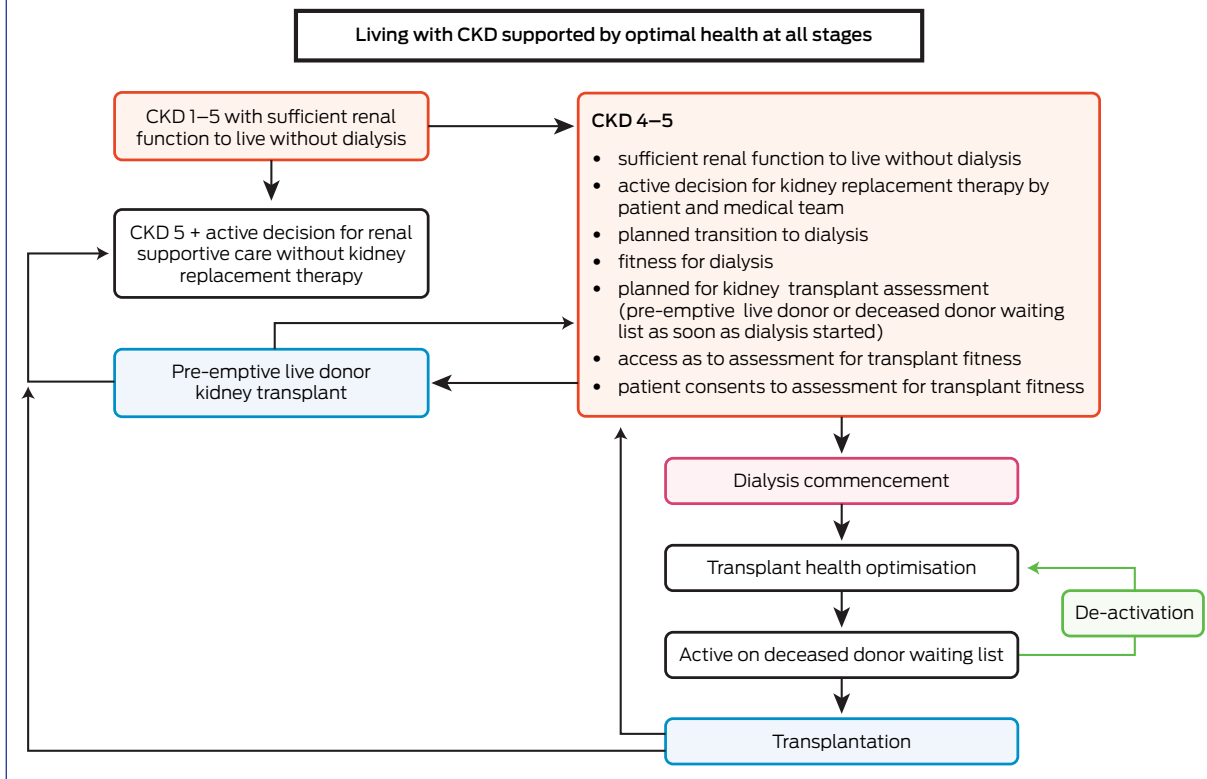 Living with CKD supported by optimal health at all stages
CKD 1–5 with sufficient renal
function to live without dialysis
CKD 5 + active decision for renal
supportive care without kidney
replacement therapy
Pre-emptive live donor
kidney transplant
CKD 4–5
• sufficient renal function to live without dialysis
• active decision for kidney replacement therapy by
patient and medical team
• planned transition to dialysis
• fitness for dialysis
• planned for kidney transplant assessment
(pre-emptive live donor or deceased donor waiting
list as soon as dialysis started)
• access as to assessment for transplant fitness
• patient consents to assessment for transplant fitness
Dialysis commencement
Transplant health optimisation
De-activation
Active on deceased donor waiting list
Transplantation